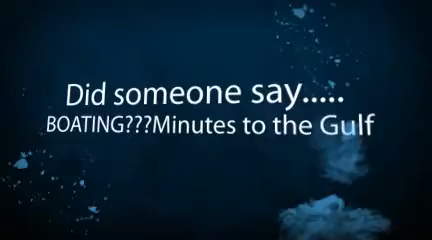 Did someone say.....
BOATING???Minutes to the Gulf